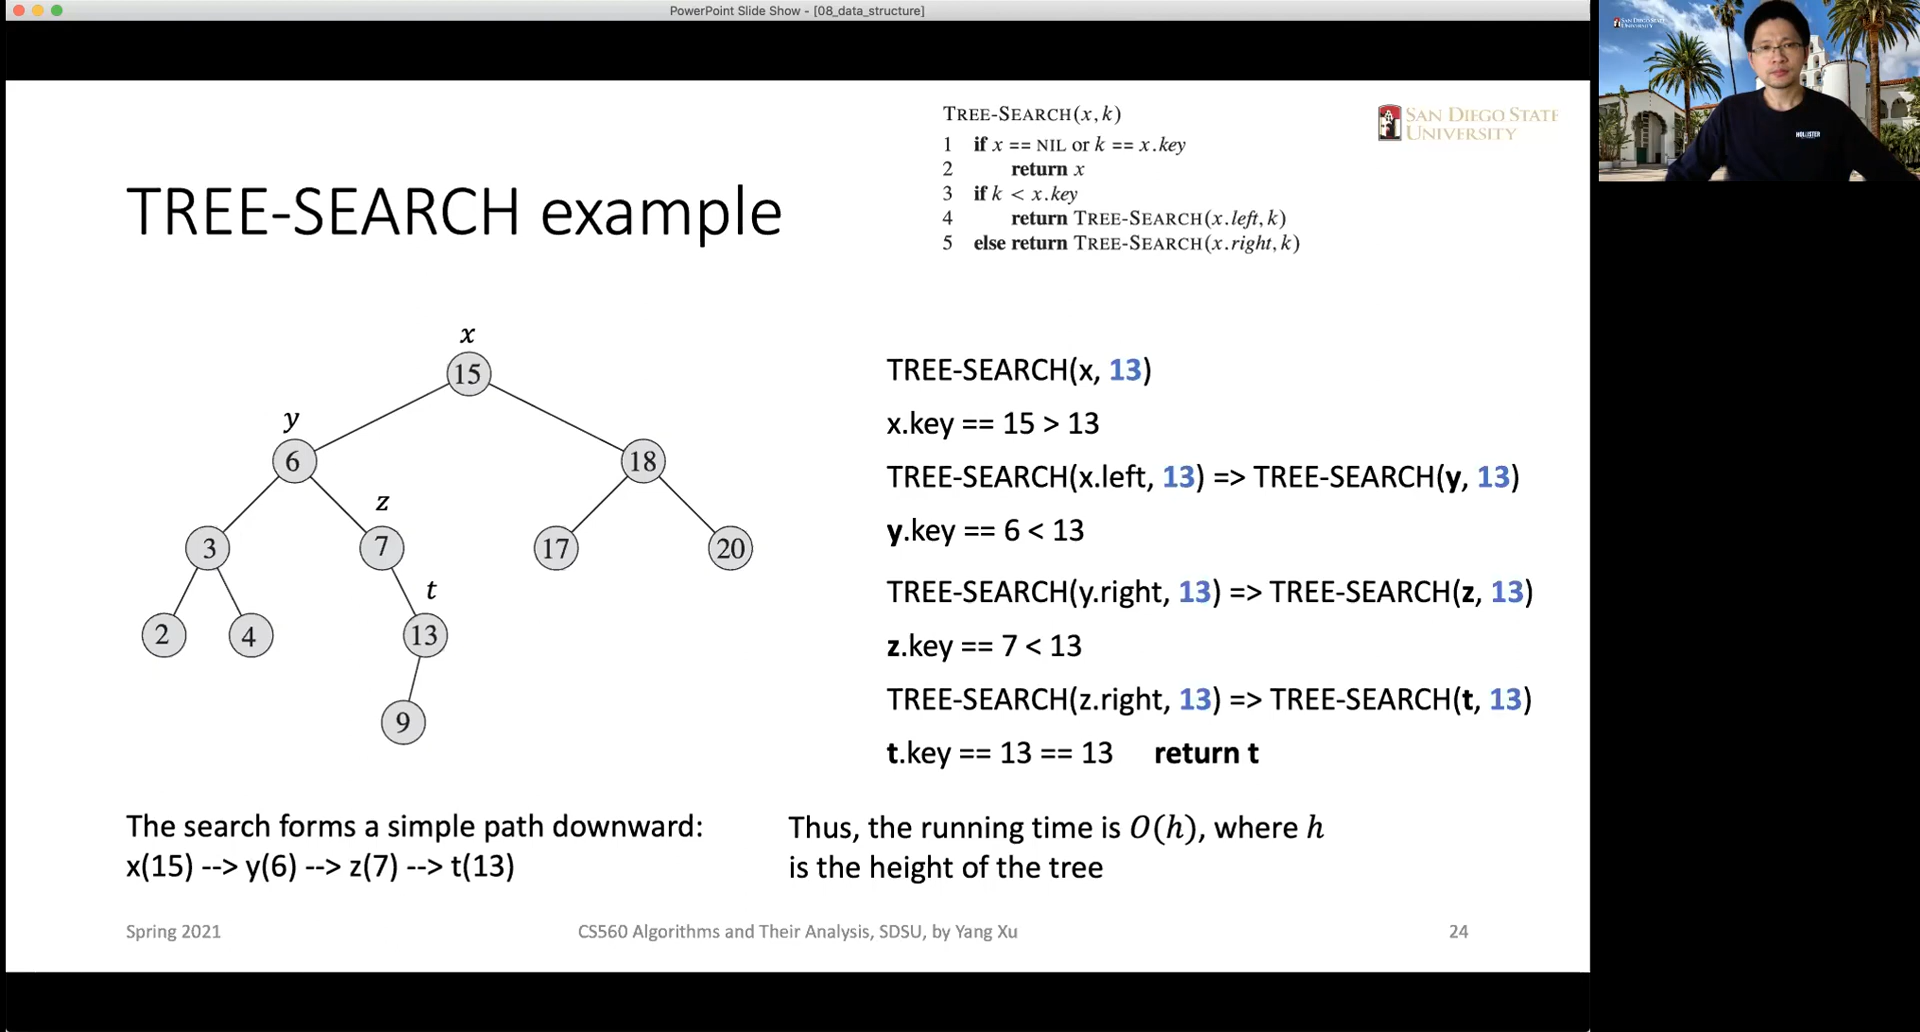 PowerPoint Slide Show - [08_data_structure]
SAN DIEGO STATE
UNIVERSITY
HOLLISTER
TREE-SEARCH(x, k)
1 if x == NIL or k == x.key
2 return x
3 if k < x.key
4 return TREE-SEARCH(x.left, k)
5 else return TREE-SEARCH(x.right, k)
SAN DIEGO STATE
UNIVERSITY
TREE-SEARCH example
x
15
y
6
18
z
3
7
17
20
t
2
4
13
9
TREE-SEARCH(x, 13)
x.key == 15 > 13
TREE-SEARCH(x.left, 13) => TREE-SEARCH(y, 13)
y.key == 6 < 13
TREE-SEARCH(y.right, 13) => TREE-SEARCH(z, 13)
z.key == 7 < 13
TREE-SEARCH(z.right, 13) => TREE-SEARCH(t, 13)
t.key == 13 == 13 return t
The search forms a simple path downward:
x(15) --> y(6) --> z(7) --> t(13)
Thus, the running time is O(h), where h
is the height of the tree
Spring 2021
CS560 Algorithms and Their Analysis, SDSU, by Yang Xu
24